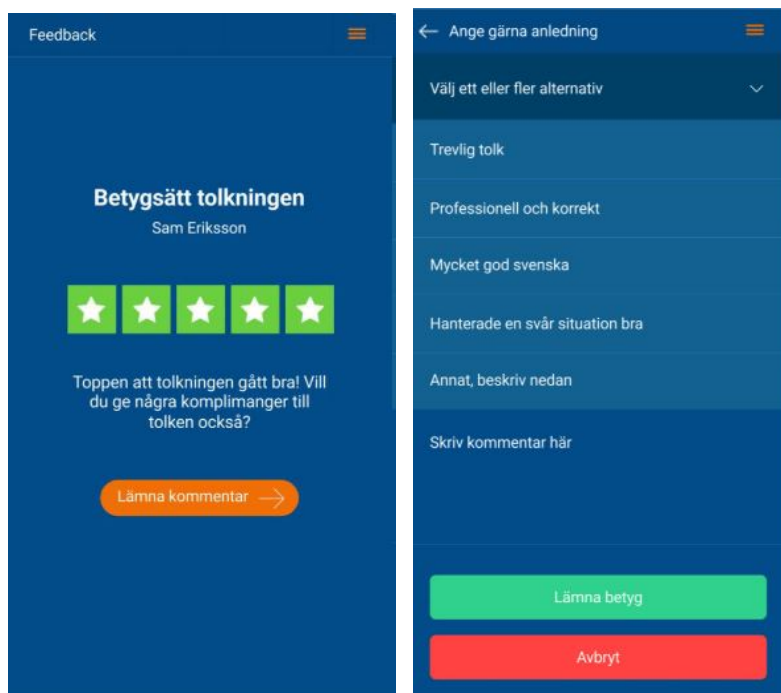 Feedback
Betygsätt tolkningen
Sam Eriksson
Toppen att tolkningen gått bra! Vill
du ge några komplimanger till
tolken också?
Lämna kommentar
Ange gärna anledning
Välj ett eller fler alternativ
Trevlig tolk
Professionell och korrekt
Mycket god svenska
Hanterade en svår situation bra
Annat, beskriv nedan
Skriv kommentar här
Lämna betyg
Avbryt